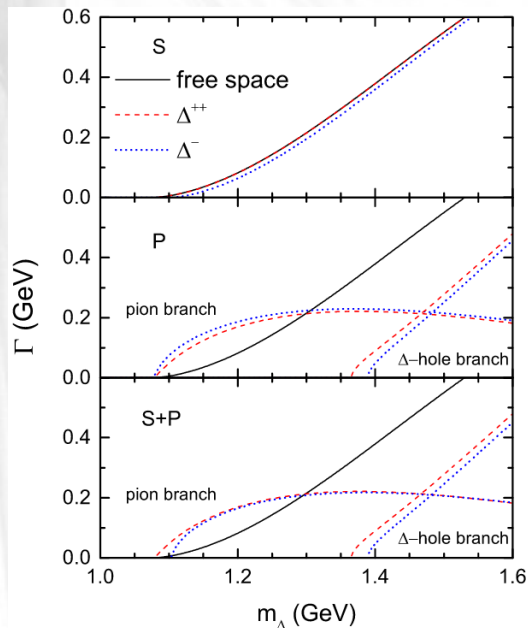 0.6
S
free space
0.4
Δ++
Δ−
0.2
0.0
P
0.4
pion branch
0.2
Δ−hole branch
0.0
S+P
0.4
pion branch
0.2
Δ−hole branch
0.0
1.0 1.2 1.4 1.6
Γ (GeV)
mΔ (GeV)